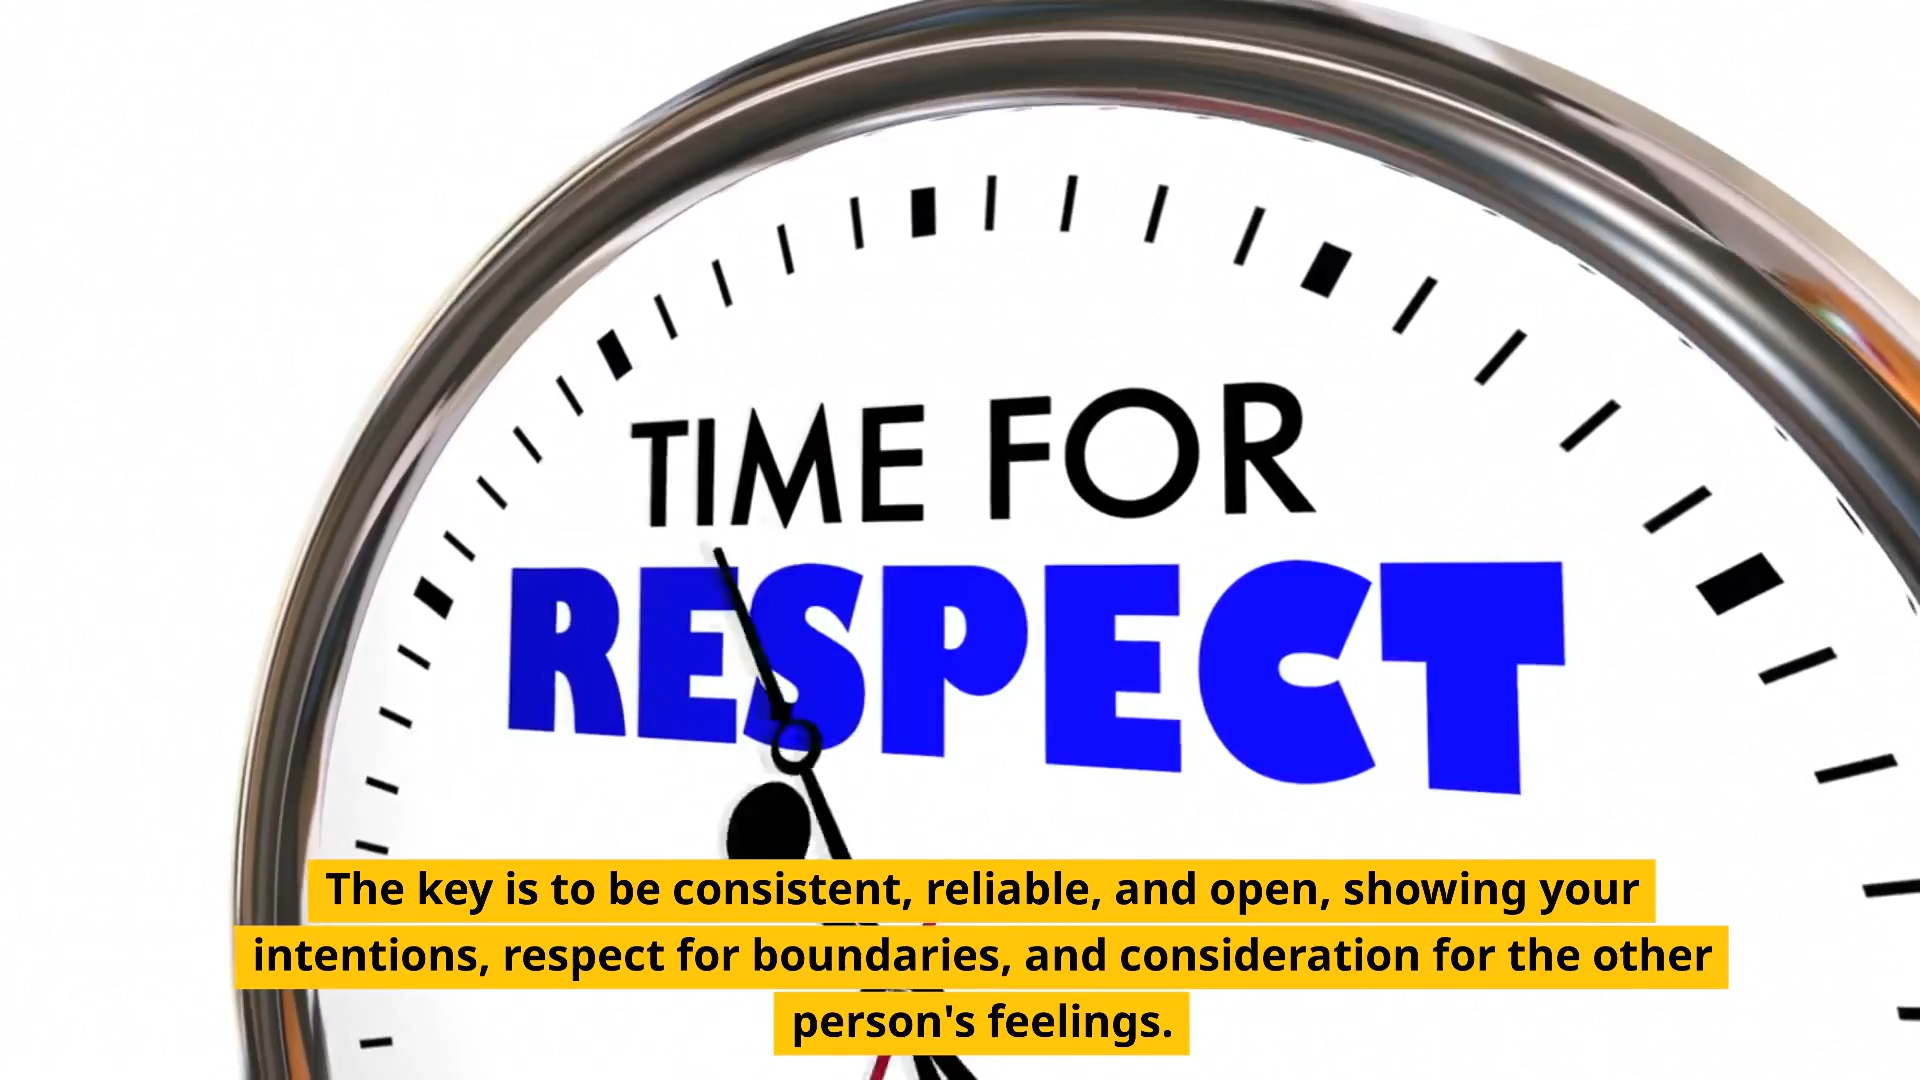 TIME FOR
RESPECT
The key is to be consistent, reliable, and open, showing your
intentions, respect for boundaries, and consideration for the other
person's feelings.